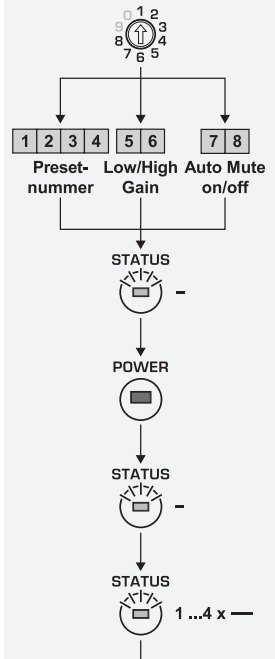 0 1 2
9 3
8 4
7 6 5
1 2 3 4 5 6 7 8
Preset-
nummer
Low/High
Gain
Auto Mute
on/off
STATUS
–
POWER
STATUS
–
STATUS
1 ...4 x —